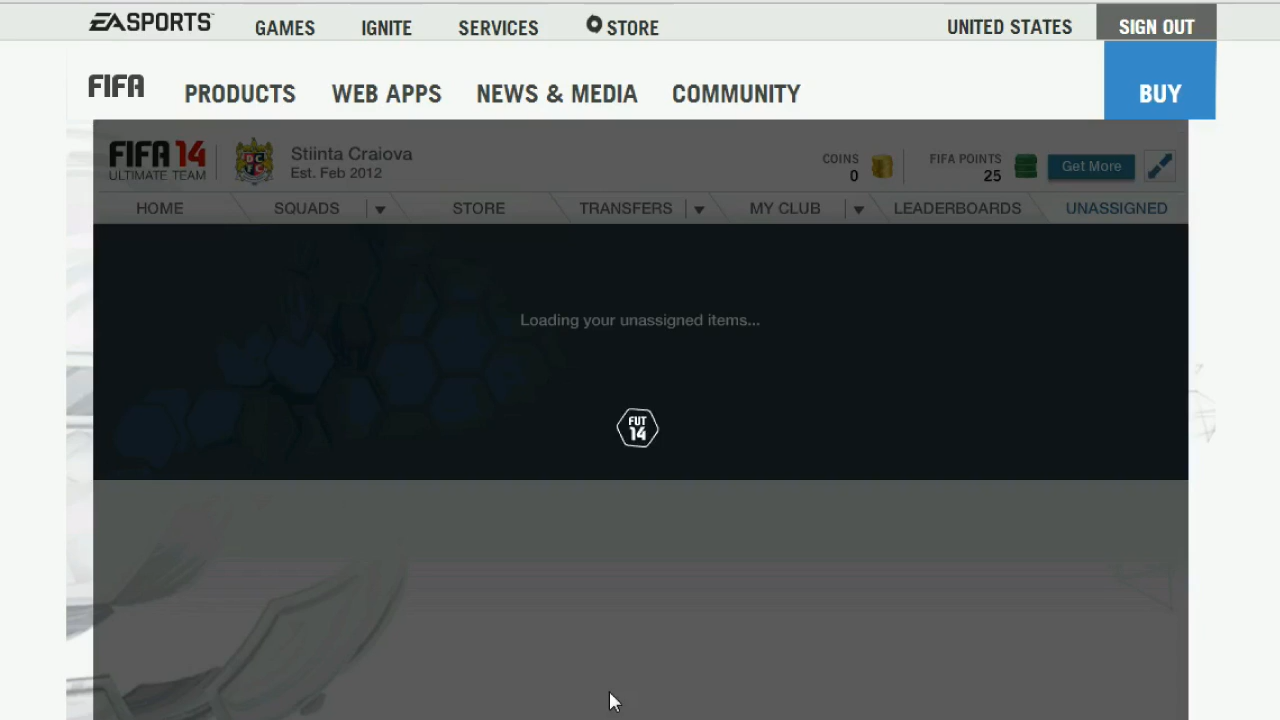 EA SPORTS GAMES IGNITE SERVICES STORE UNITED STATES SIGN OUT
FIFA PRODUCTS WEB APPS NEWS & MEDIA COMMUNITY BUY
FIFA 14 Stiinta Craiova COINS FIFA POINTS Get More
ULTIMATE TEAM Est. Feb 2012 0 25
HOME SQUADS STORE TRANSFERS MY CLUB LEADERBOARDS UNASSIGNED
Loading your unassigned items...
FUT
14